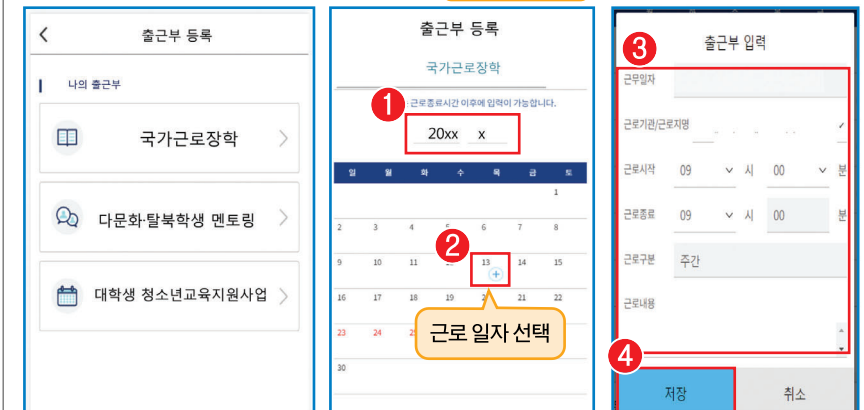 출근부 등록
나의 출근부
국가근로장학
다문화·탈북학생 멘토링
대학생 청소년교육지원사업
출근부 등록
국가근로장학
1
근로종료시간 이후에 입력이 가능합니다.
20xx x
일 월 화 수 목 금 토
1
2 3 4 6 7 8
2
9 10 11 13 14 15
16 17 18 19 21 22
근로 일자 선택
23 24
30
3
출근부 입력
근무일자
근로기관/근로지명
근로시작 09 시 00 분
근로종료 09 시 00 분
근로구분 주간
근로내용
4
저장 취소